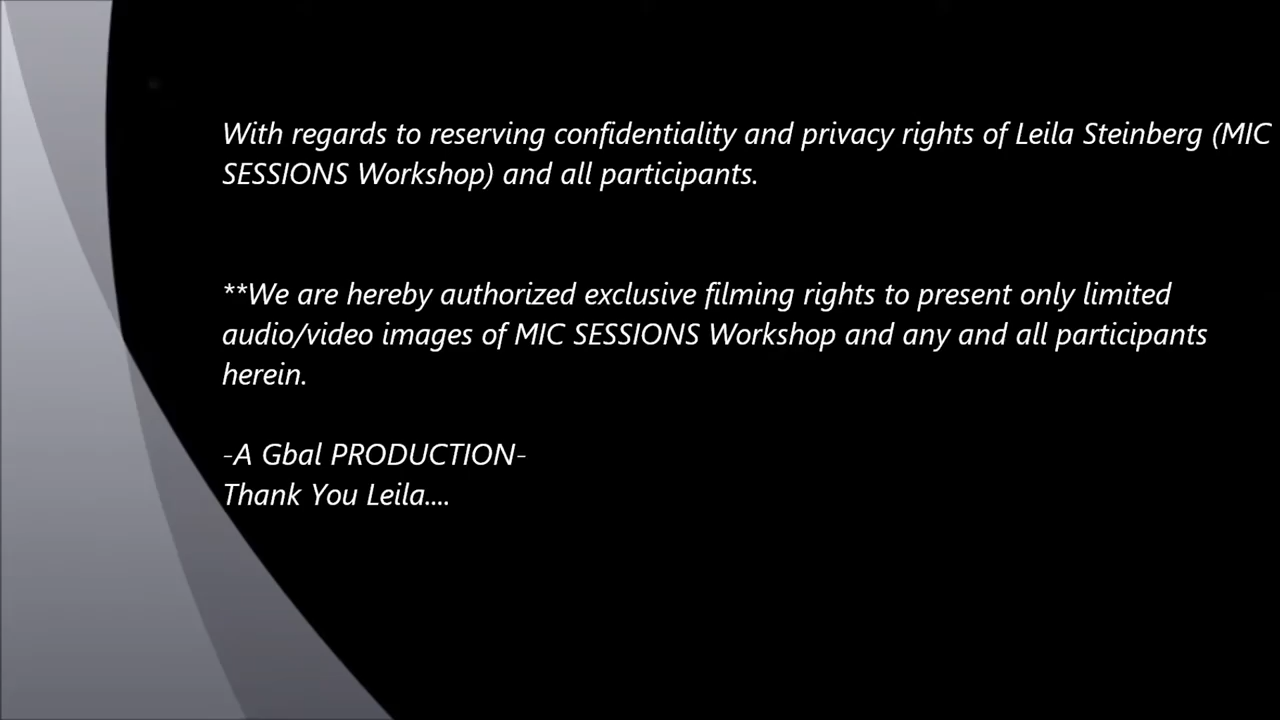 With regards to reserving confidentiality and privacy rights of Leila Steinberg (MIC
SESSIONS Workshop) and all participants.
**We are hereby authorized exclusive filming rights to present only limited
audio/video images of MIC SESSIONS Workshop and any and all participants
herein.
-A Gbal PRODUCTION-
Thank You Leila....